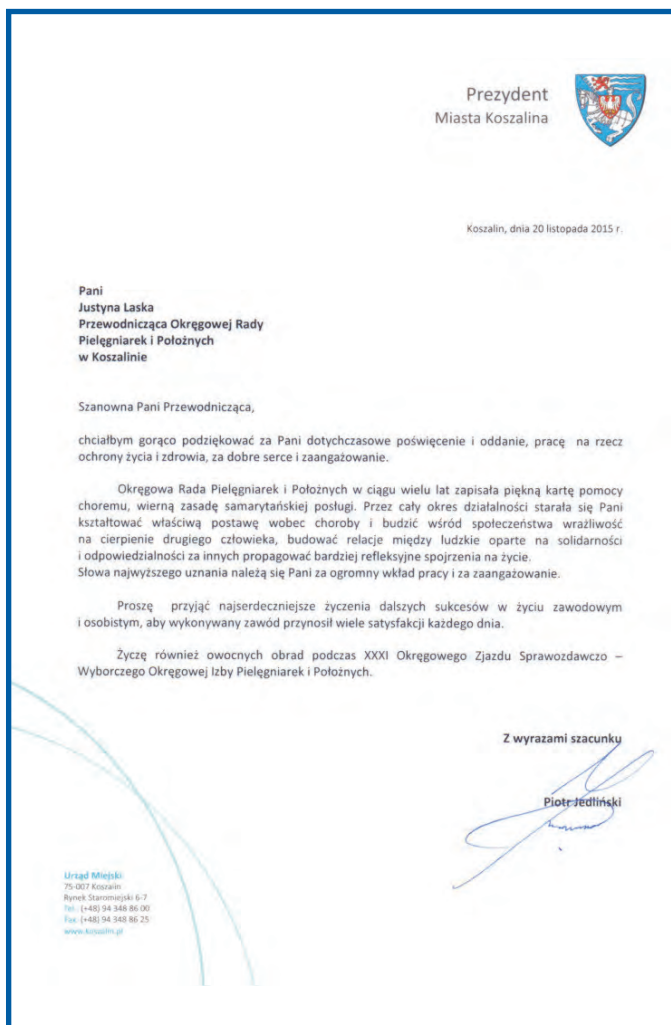 Prezydent
Miasta Koszalina
Koszalin, dnia 20 listopada 2015 r.
Pani
Justyna Laska
Przewodnicząca Okręgowej Rady
Pielęgniarek i Położnych
w Koszalinie
Szanowna Pani Przewodnicząca,
chciałbym gorąco podziękować za Pani dotychczasowe poświęcenie i oddanie, pracę na rzecz
ochrony życia i zdrowia, za dobre serce i zaangażowanie.
Okręgowa Rada Pielęgniarek i Położnych w ciągu wielu lat zapisała piękną kartę pomocy
choremu, wierną zasadę samarytańskiej posługi. Przez cały okres działalności starała się Pani
kształtować właściwą postawę wobec choroby i budzić wśród społeczeństwa wrażliwość
na cierpienie drugiego człowieka, budować relacje między ludzkie oparte na solidarności
i odpowiedzialności za innych propagować bardziej refleksyjne spojrzenia na życie.
Słowa najwyższego uznania należą się Pani za ogromny wkład pracy i za zaangażowanie.
Proszę przyjąć najserdeczniejsze życzenia dalszych sukcesów w życiu zawodowym
i osobistym, aby wykonywany zawód przynosił wiele satysfakcji każdego dnia.
Życzę również owocnych obrad podczas XXXI Okręgowego Zjazdu Sprawozdawczo –
Wyborczego Okręgowej Izby Pielęgniarek i Położnych.
Z wyrazami szacunku
Piotr Jedliński
Urząd Miejski
75-007 Koszalin
Rynek Staromiejski 6-7
Tel. (+48) 94 348 86 00
Fax. (+48) 94 348 86 25
www.koszalin.pl